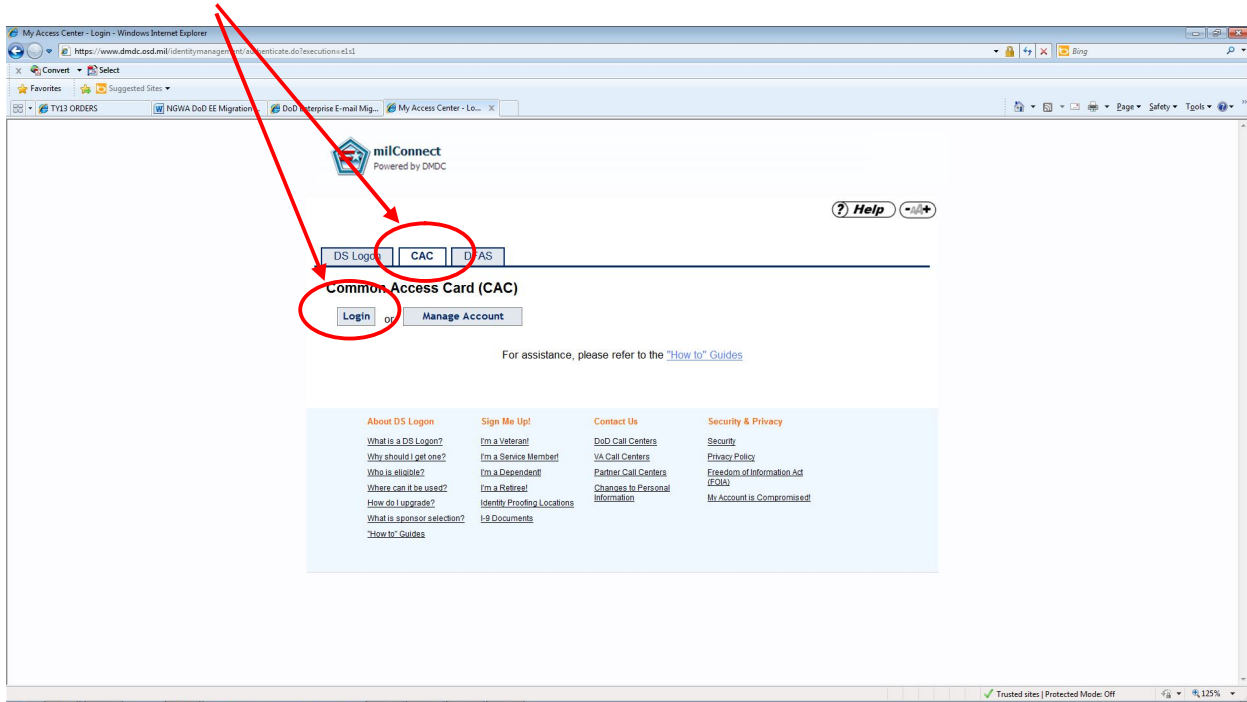 My Access Center - Login - Windows Internet Explorer
https://www.dmdc.osd.mil/identitymanagement/authenticate.do?execution=e1s1
Bing
x Convert Select
Favorites Suggested Sites
TY13 ORDERS NGWA DoD EE Migration... DoD Enterprise E-mail Mig... My Access Center - Lo... X Page Safety Tools
milConnect
Powered by DMDC
? Help -AA+
DS Logon CAC DFAS
Common Access Card (CAC)
Login or Manage Account
For assistance, please refer to the "How to" Guides
About DS Logon
What is a DS Logon?
Why should I get one?
Who is eligible?
Where can it be used?
How do I upgrade?
What is sponsor selection?
"How to" Guides
Sign Me Up!
I'm a Veteran!
I'm a Service Member!
I'm a Dependent!
I'm a Retiree!
Identity Proofing Locations
I-9 Documents
Contact Us
DoD Call Centers
VA Call Centers
Partner Call Centers
Changes to Personal
Information
Security & Privacy
Security
Privacy Policy
Freedom of Information Act
(FOIA)
My Account is Compromised!
Trusted sites | Protected Mode: Off 125%